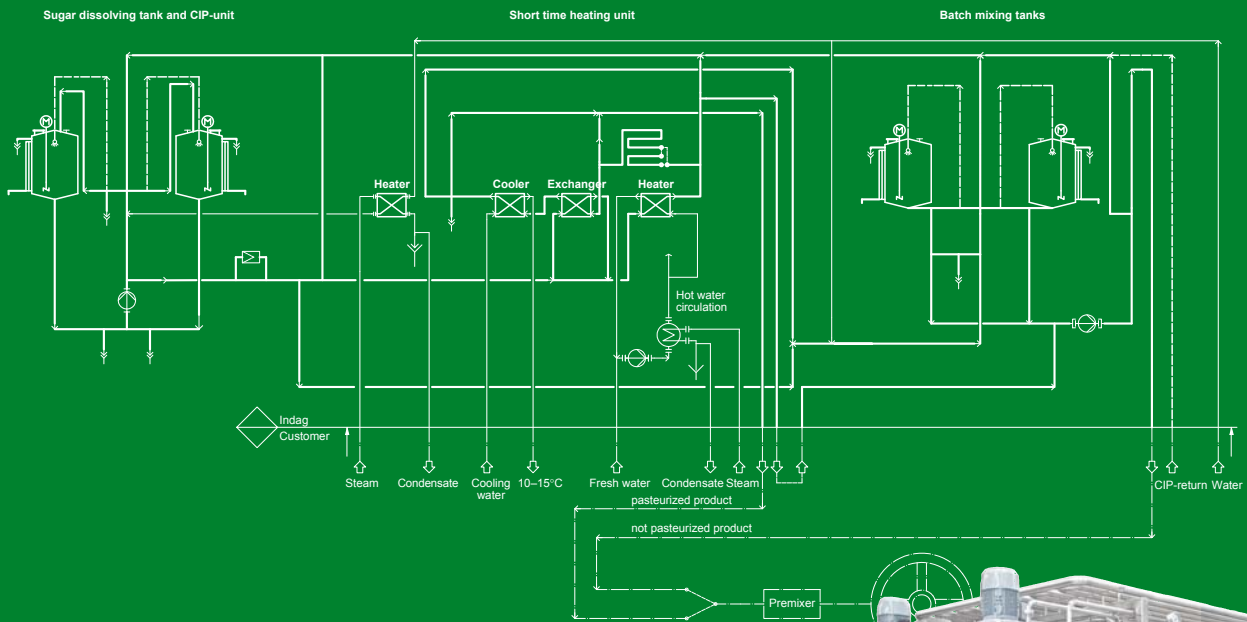 Sugar dissolving tank and CIP-unit
Short time heating unit
Batch mixing tanks
M
M
M
M
Heater
Cooler
Exchanger
Heater
Hot water
circulation
Indag
Customer
Steam
Condensate
Cooling
water
10–15°C
Fresh water
Condensate
Steam
CIP-return
Water
pasteurized product
not pasteurized product
Premixer